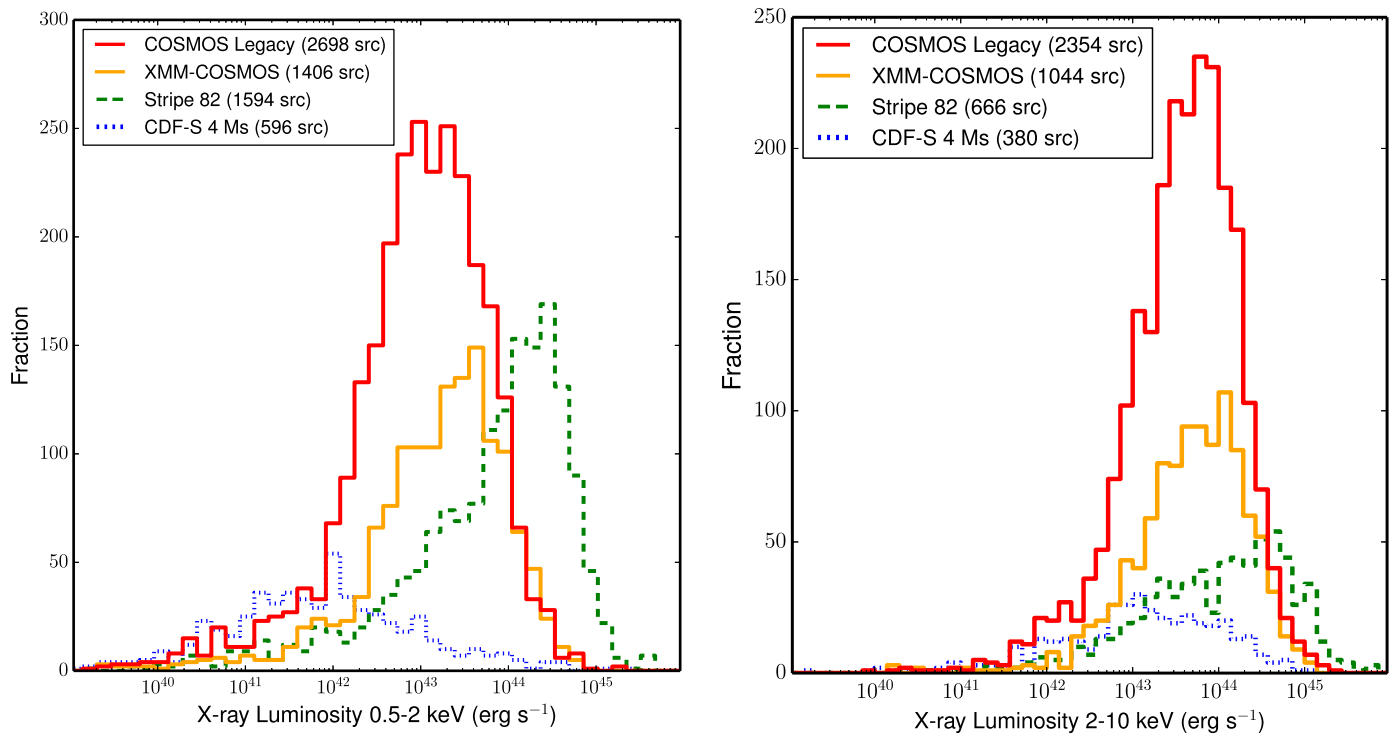 300
250
200
150
100
50
0
Fraction
COSMOS Legacy (2698 src)
XMM-COSMOS (1406 src)
Stripe 82 (1594 src)
CDF-S 4 Ms (596 src)
10^40 10^41 10^42 10^43 10^44 10^45
X-ray Luminosity 0.5-2 keV (erg s^−1)
250
200
150
100
50
0
Fraction
COSMOS Legacy (2354 src)
XMM-COSMOS (1044 src)
Stripe 82 (666 src)
CDF-S 4 Ms (380 src)
10^40 10^41 10^42 10^43 10^44 10^45
X-ray Luminosity 2-10 keV (erg s^−1)